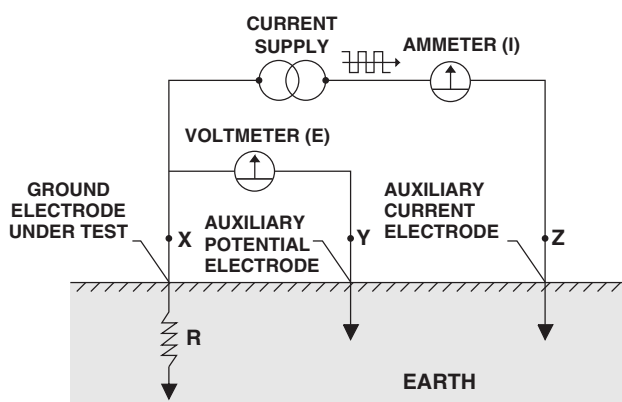 CURRENT
SUPPLY
AMMETER (I)
VOLTMETER (E)
GROUND
ELECTRODE
UNDER TEST
X
AUXILIARY
POTENTIAL
ELECTRODE
Y
AUXILIARY
CURRENT
ELECTRODE
Z
R
EARTH